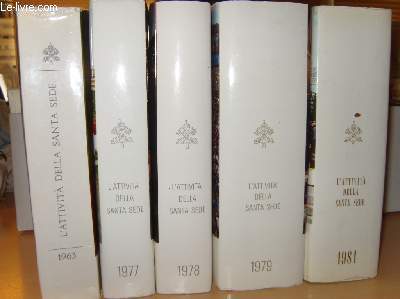 Le-livre.com
L'ATTIVITÀ DELLA SANTA SEDE
1963
L'ATTIVITÀ
DELLA
SANTA SEDE
1977
L'ATTIVITÀ
DELLA
SANTA SEDE
1978
L'ATTIVITÀ
DELLA
SANTA SEDE
1979
L'ATTIVITÀ
DELLA
SANTA SEDE
1981